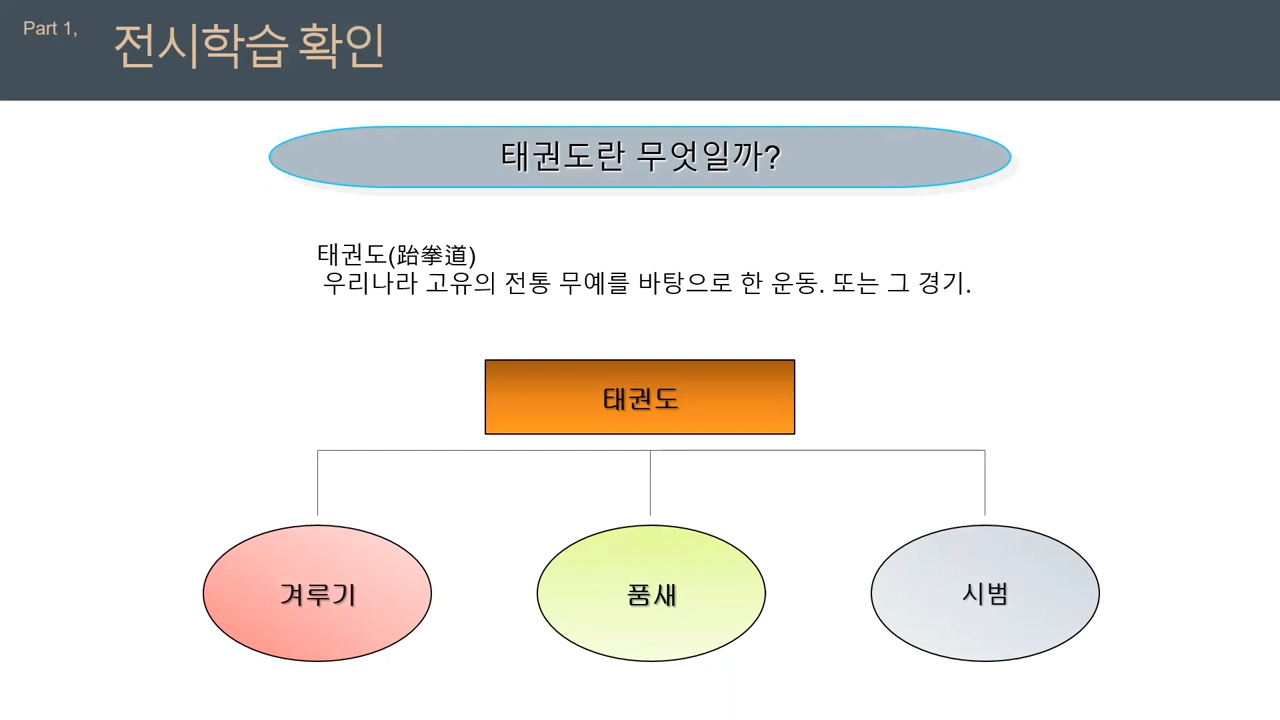 Part 1,
전시학습 확인
태권도란 무엇일까?
태권도(跆拳道)
우리나라 고유의 전통 무예를 바탕으로 한 운동. 또는 그 경기.
태권도
겨루기
품새
시범